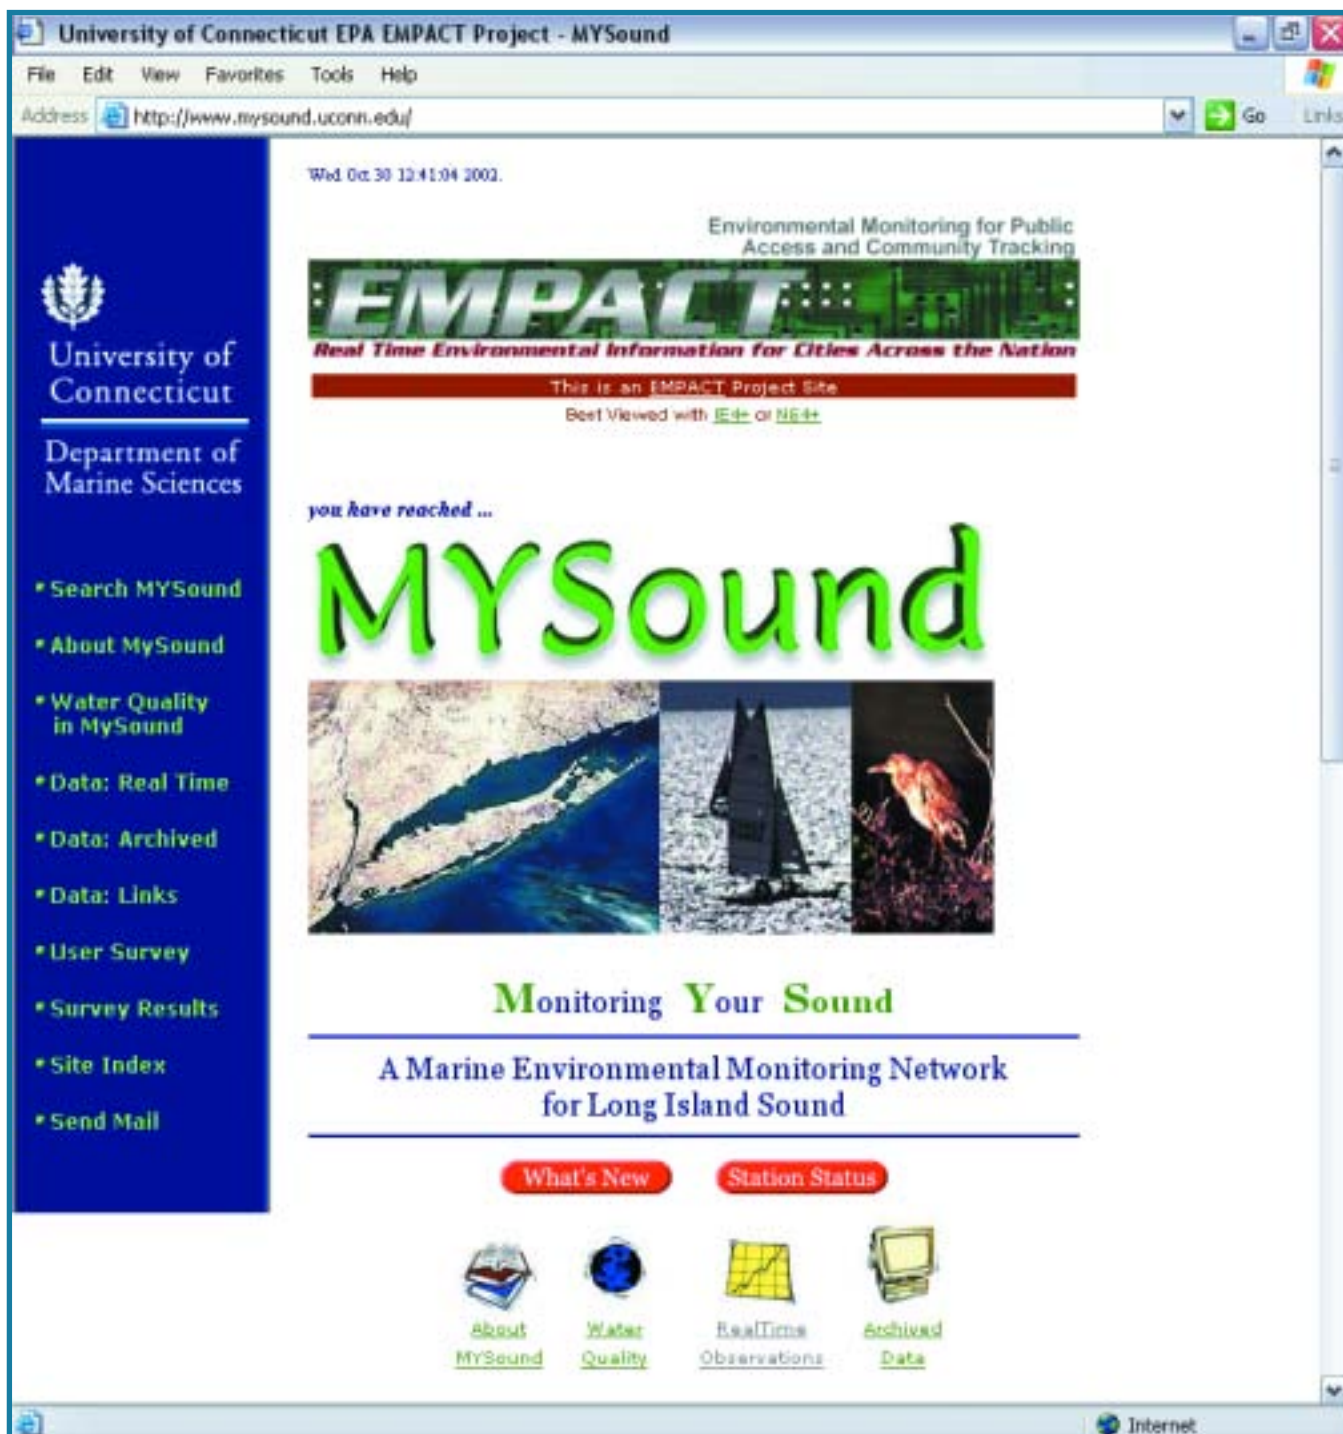 University of Connecticut EPA EMPACT Project - MYSound
File Edit View Favorites Tools Help
Address http://www.mysound.uconn.edu/ Go Links
Wed Oct 30 12:41:04 2002.
Environmental Monitoring for Public
Access and Community Tracking
EMPACT
Real Time Environmental Information for Cities Across the Nation
This is an EMPACT Project Site
Best Viewed with IE4+ or NE4+
University of
Connecticut
Department of
Marine Sciences
Search MYSound
About MySound
Water Quality
in MySound
Data: Real Time
Data: Archived
Data: Links
User Survey
Survey Results
Site Index
Send Mail
you have reached ...
MYSound
Monitoring Your Sound
A Marine Environmental Monitoring Network
for Long Island Sound
What's New Station Status
About
MYSound
Water
Quality
RealTime
Observations
Archived
Data
Internet